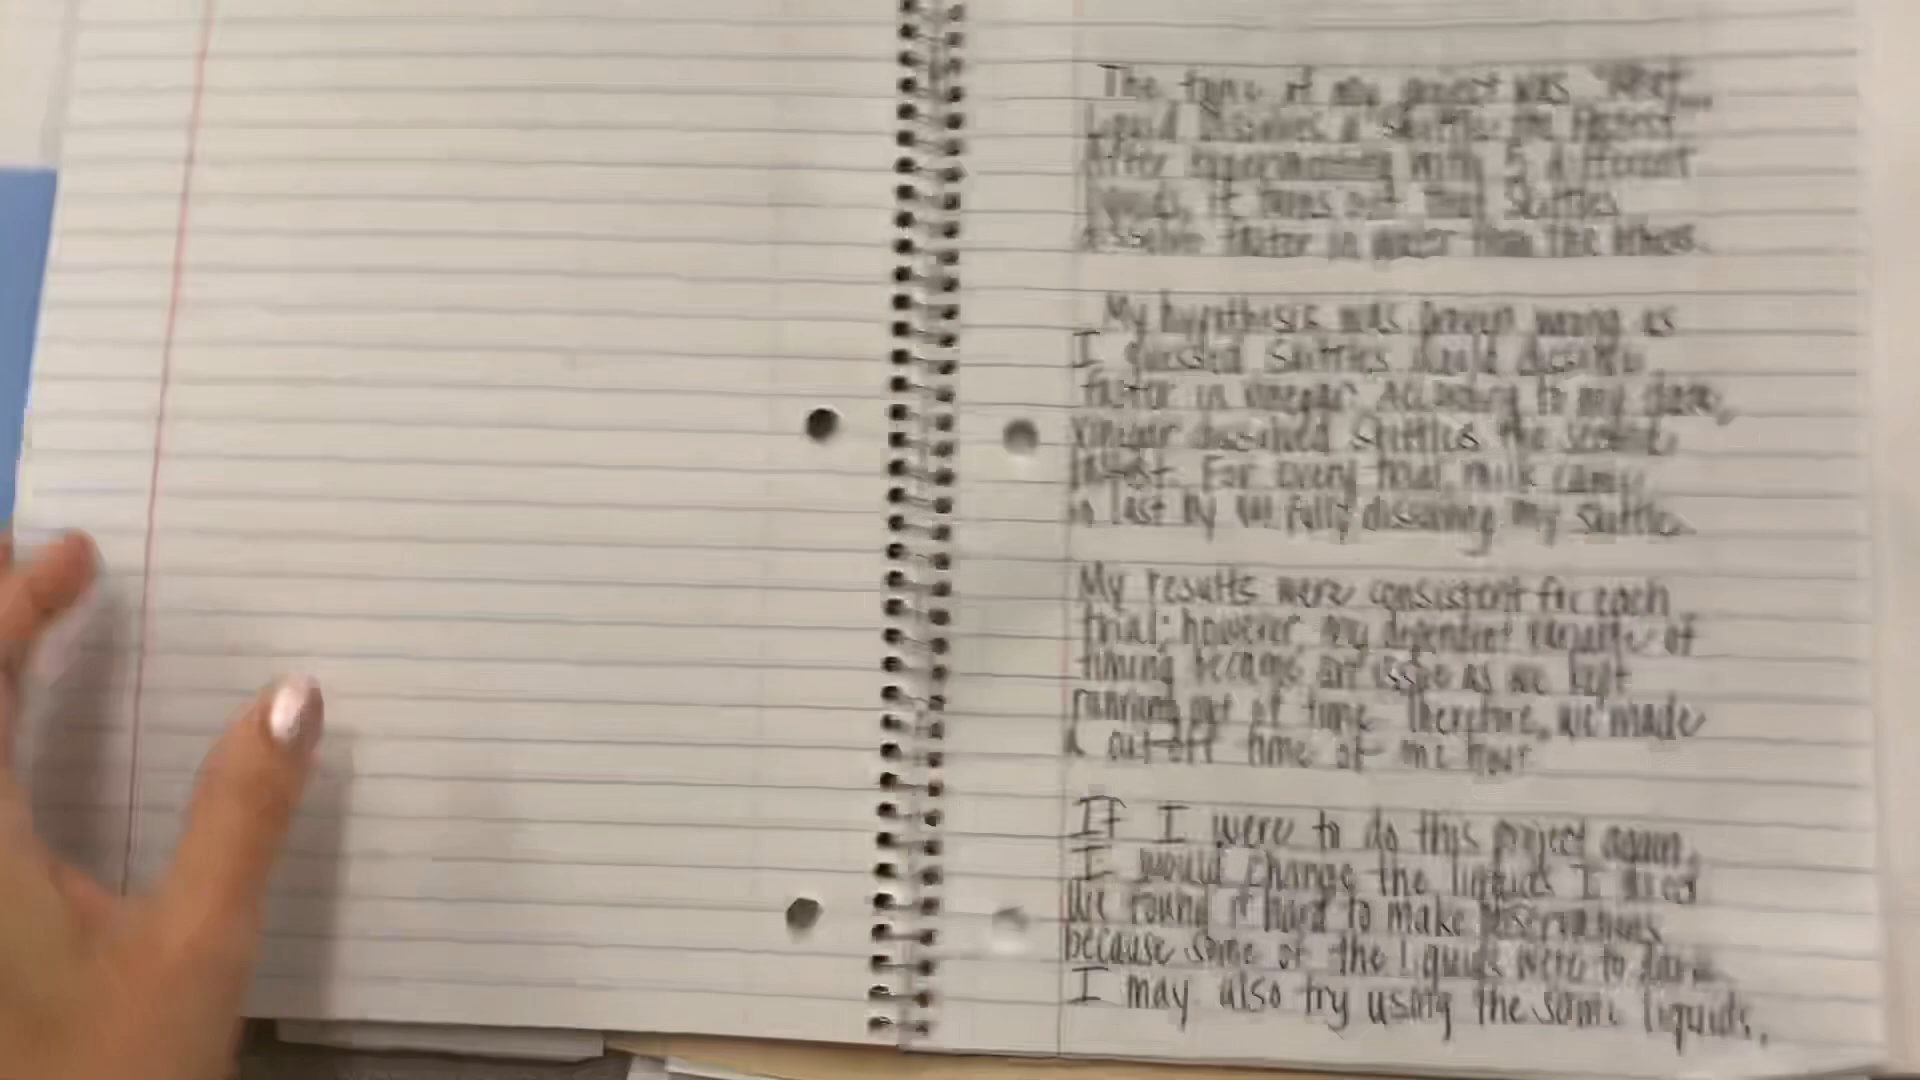 The topic of my project was "What
Liquid Dissolves a Skittle the Fastest"
After experimenting with 5 different
liquids, it turns out that Skittles
dissolve faster in water than the others.
My hypothesis was proven wrong as
I guessed Skittles would dissolve
faster in vinegar. According to my data,
vinegar dissolved Skittles the second
fastest. For every trial, milk came
in last by not fully dissolving my Skittle.
My results were consistent for each
trial; however, my dependent variable of
timing became an issue as we kept
running out of time. Therefore, we made
a cut-off time of one hour
If I were to do this project again,
I would change the liquids I used
We found it hard to make observations
because some of the liquids were to dark
I may also try using the same liquids,